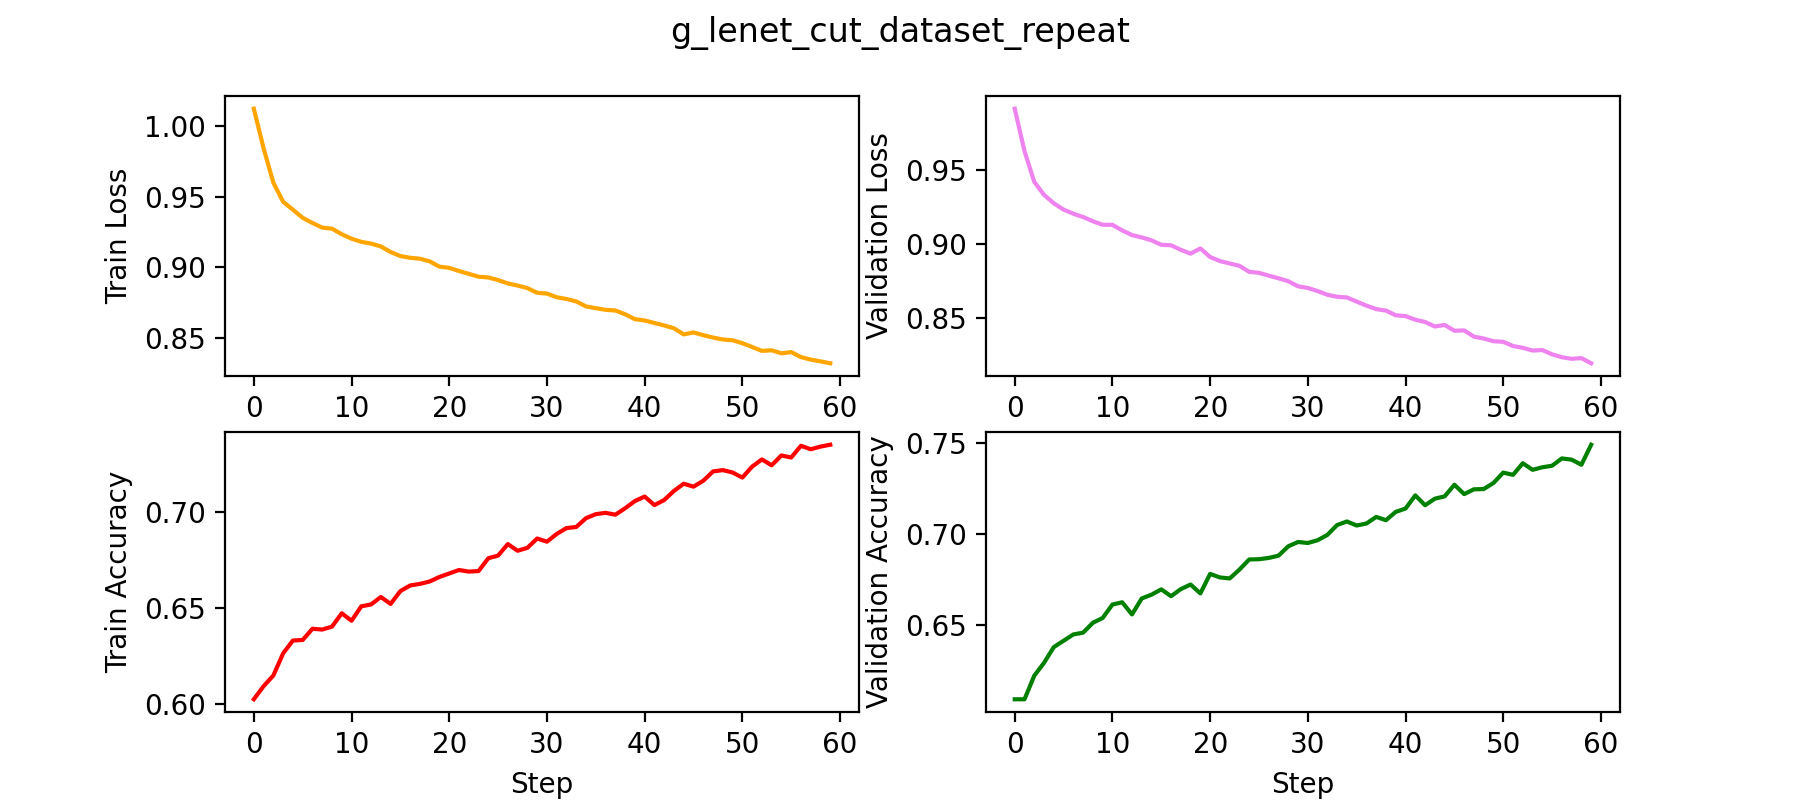 g_lenet_cut_dataset_repeat
Train Loss
1.00
0.95
0.90
0.85
0 10 20 30 40 50 60
Validation Loss
0.95
0.90
0.85
0 10 20 30 40 50 60
Train Accuracy
0.70
0.65
0.60
0 10 20 30 40 50 60
Step
Validation Accuracy
0.75
0.70
0.65
0 10 20 30 40 50 60
Step